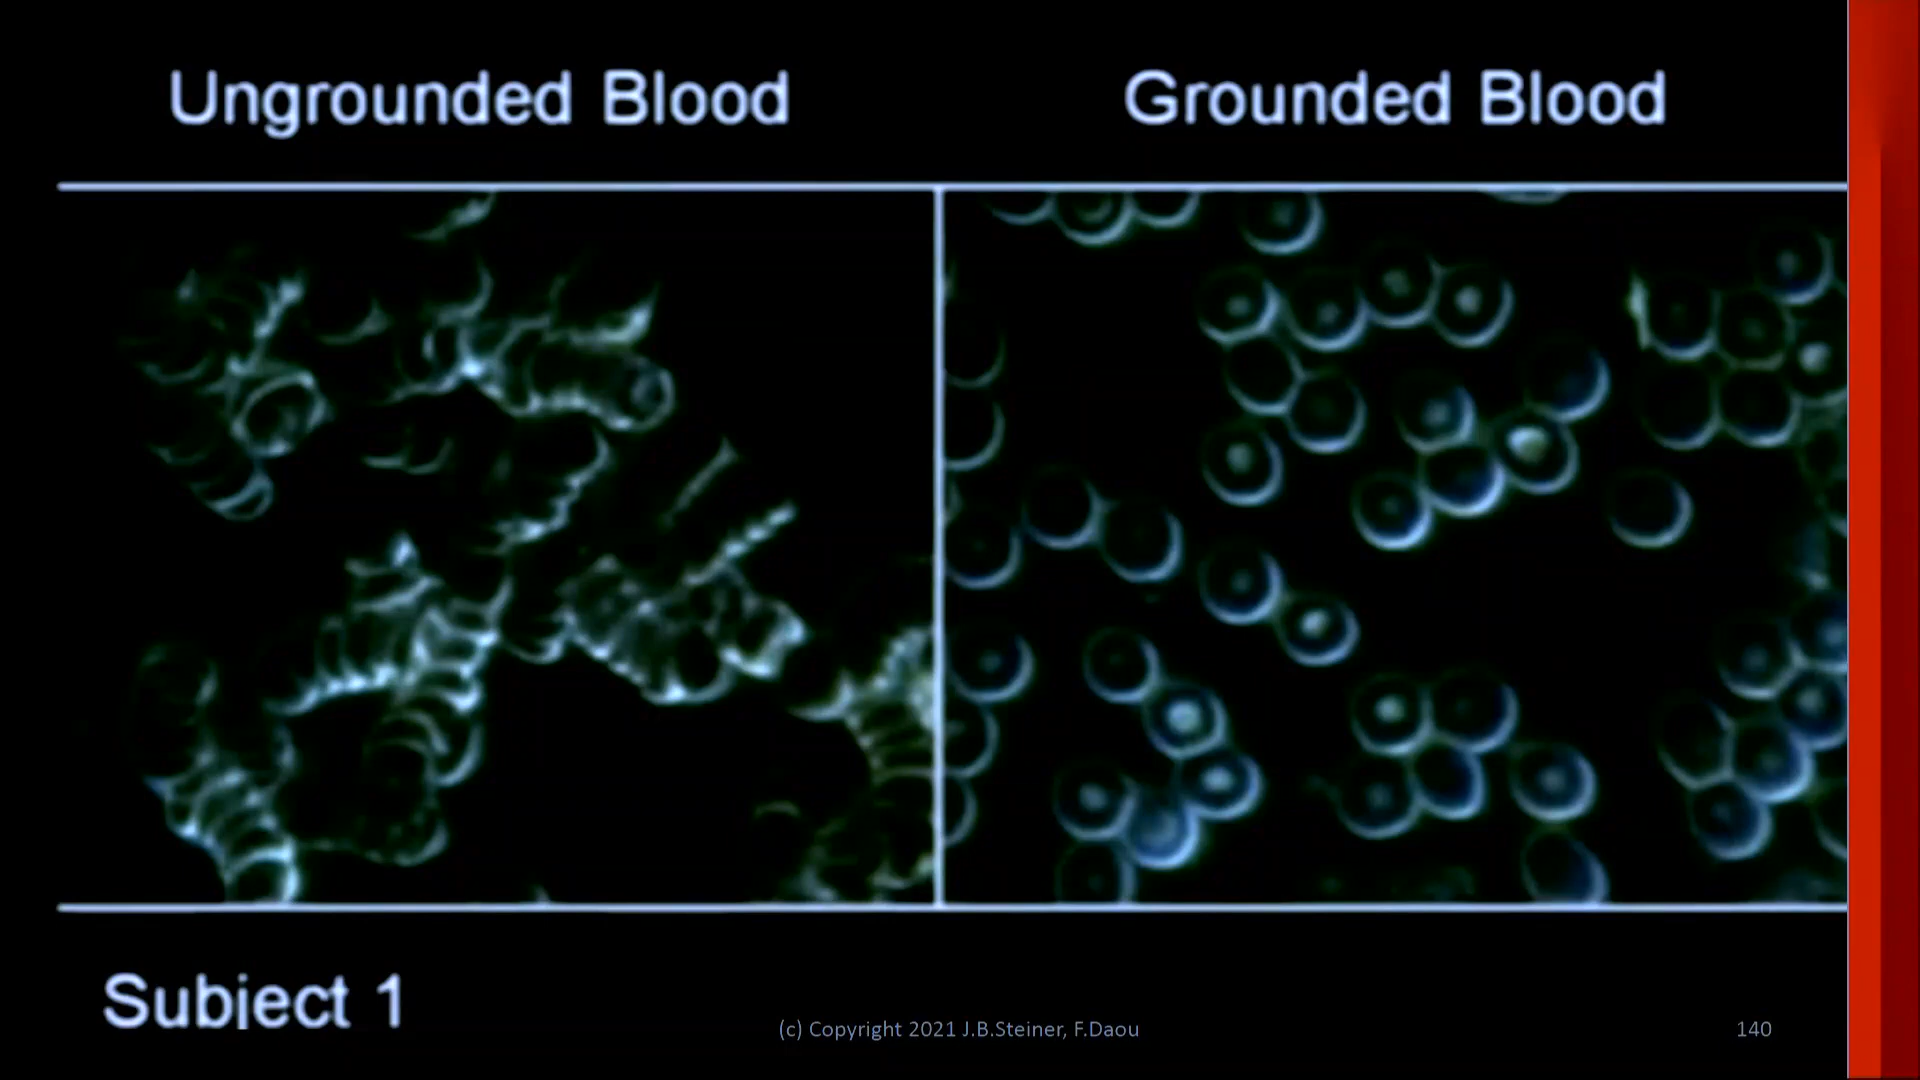 Ungrounded Blood
Grounded Blood
Subject 1
(c) Copyright 2021 J.B.Steiner, F.Daou
140